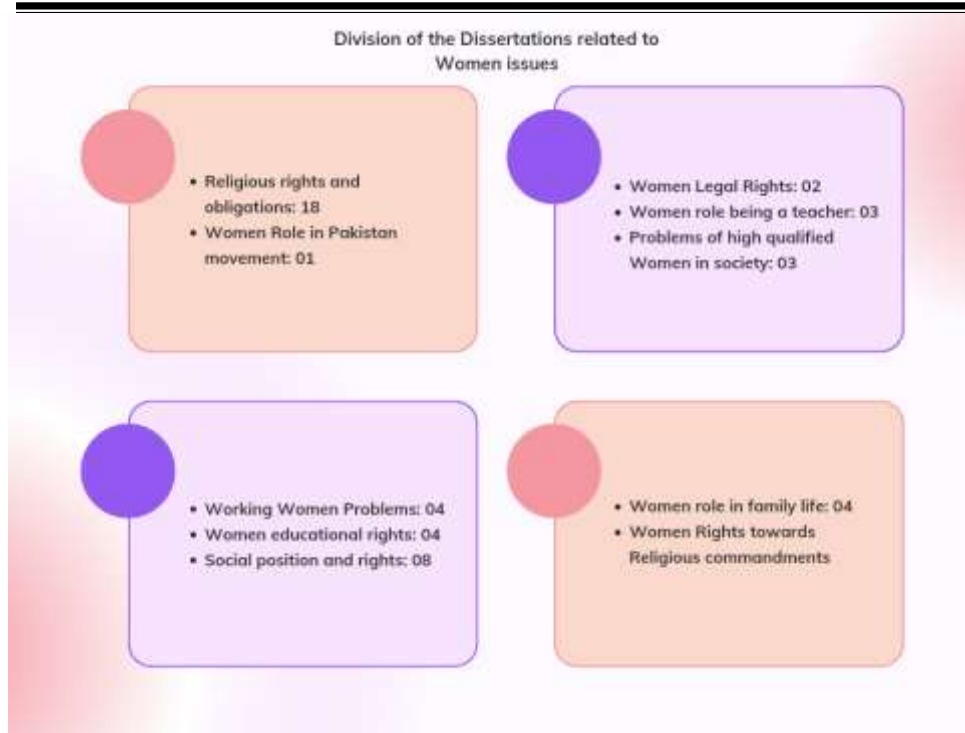 Division of the Dissertations related to
Women issues
• Religious rights and
obligations: 18
• Women Role in Pakistan
movement: 01
• Women Legal Rights: 02
• Women role being a teacher: 03
• Problems of high qualified
Women in society: 03
• Working Women Problems: 04
• Women educational rights: 04
• Social position and rights: 08
• Women role in family life: 04
• Women Rights towards
Religious commandments